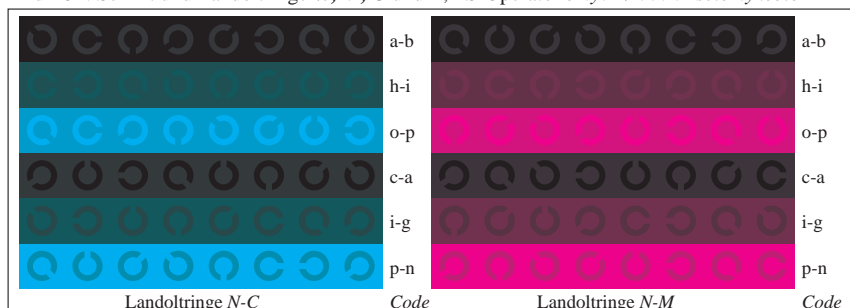 a-b a-b
h-i h-i
o-p o-p
c-a c-a
i-g i-g
p-n p-n
Landoltringe N-C Code Landoltringe N-M Code